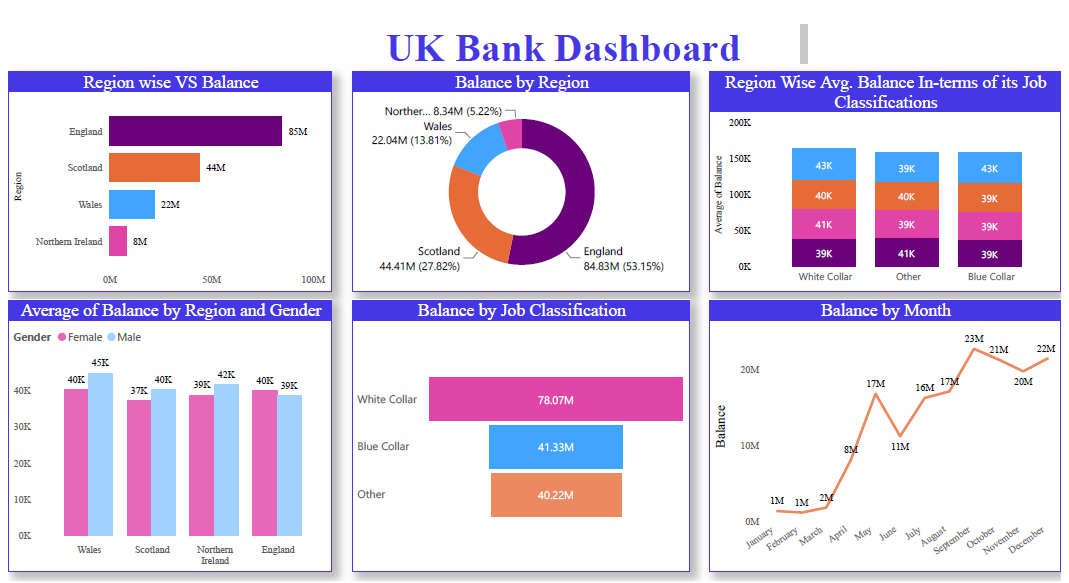 UK Bank Dashboard
Region wise VS Balance
Region
England
85M
Scotland
44M
Wales
22M
Northern Ireland
8M
0M 50M 100M
Balance by Region
Norther... 8.34M (5.22%)
Wales
22.04M (13.81%)
Scotland
44.41M (27.82%)
England
84.83M (53.15%)
Region Wise Avg. Balance In-terms of its Job
Classifications
Average of Balance
200K
150K
100K
50K
0K
43K 39K 43K
40K 40K 39K
41K 39K 39K
39K 41K 39K
White Collar Other Blue Collar
Average of Balance by Region and Gender
Gender Female Male
40K
30K
20K
10K
0K
40K 45K 37K 40K 39K 42K 40K 39K
Wales Scotland Northern England
Ireland
Balance by Job Classification
White Collar 78.07M
Blue Collar 41.33M
Other 40.22M
Balance by Month
Balance
20M
10M
0M
1M 1M 2M 8M 17M 11M 16M 17M 23M 21M 20M 22M
January February March April May June July August September October November December